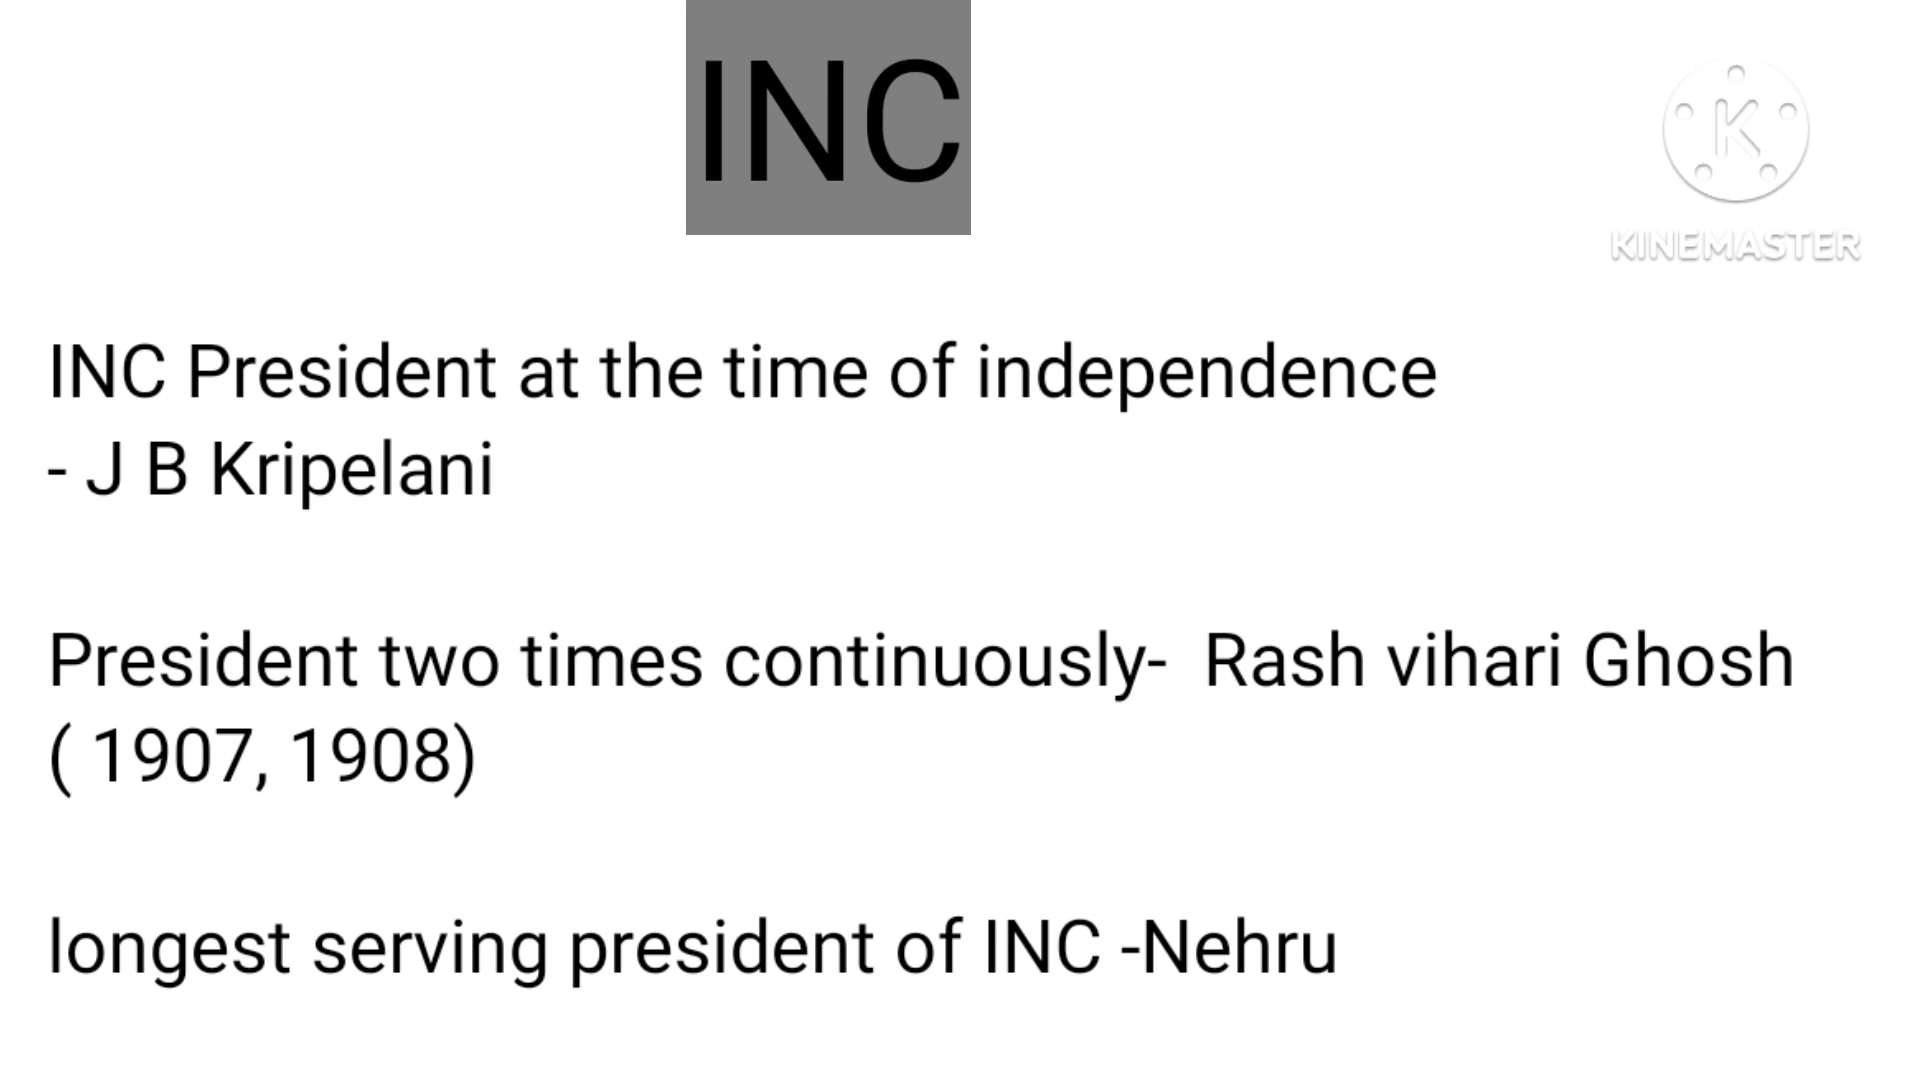 INC
K
KINEMASTER
INC President at the time of independence
- J B Kripelani
President two times continuously-  Rash vihari Ghosh
( 1907, 1908)
longest serving president of INC -Nehru